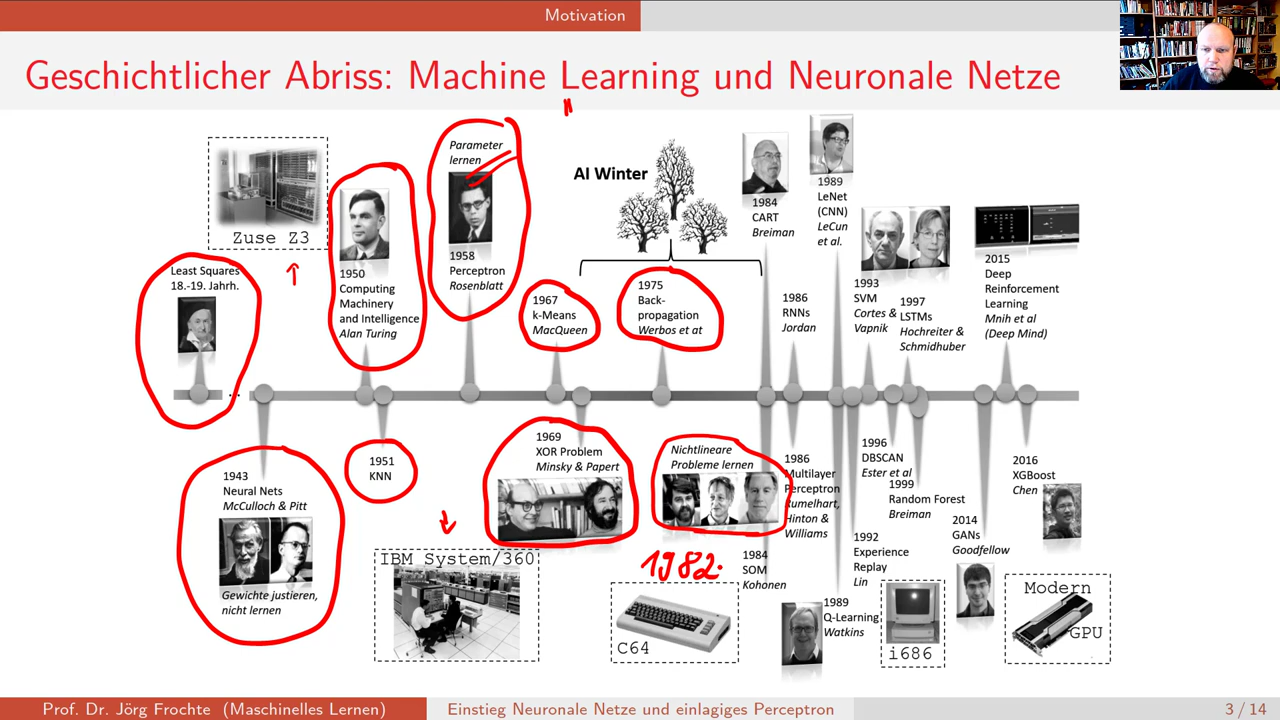 Motivation
Geschichtlicher Abriss: Machine Learning und Neuronale Netze
Zuse Z3
Least Squares
18.-19. Jahrh.
1950
Computing
Machinery
and Intelligence
Alan Turing
Parameter
lernen
1958
Perceptron
Rosenblatt
1967
k-Means
MacQueen
AI Winter
1975
Back-
propagation
Werbos et at
1984
CART
Breiman
1986
RNNs
Jordan
1989
LeNet
(CNN)
LeCun
et al.
1993
SVM
Cortes &
Vapnik
1997
LSTMs
Hochreiter &
Schmidhuber
2015
Deep
Reinforcement
Learning
Mnih et al
(Deep Mind)
...
1943
Neural Nets
McCulloch & Pitt
Gewichte justieren,
nicht lernen
1951
KNN
IBM System/360
1969
XOR Problem
Minsky & Papert
Nichtlineare
Probleme lernen
1982.
C64
1986
Multilayer
Perceptron
Rumelhart,
Hinton &
Williams
1984
SOM
Kohonen
1989
Q-Learning
Watkins
1992
Experience
Replay
Lin
1996
DBSCAN
Ester et al
1999
Random Forest
Breiman
i686
2014
GANs
Goodfellow
2016
XGBoost
Chen
Modern
GPU
Prof. Dr. Jörg Frochte (Maschinelles Lernen)
Einstieg Neuronale Netze und einlagiges Perceptron
3 / 14